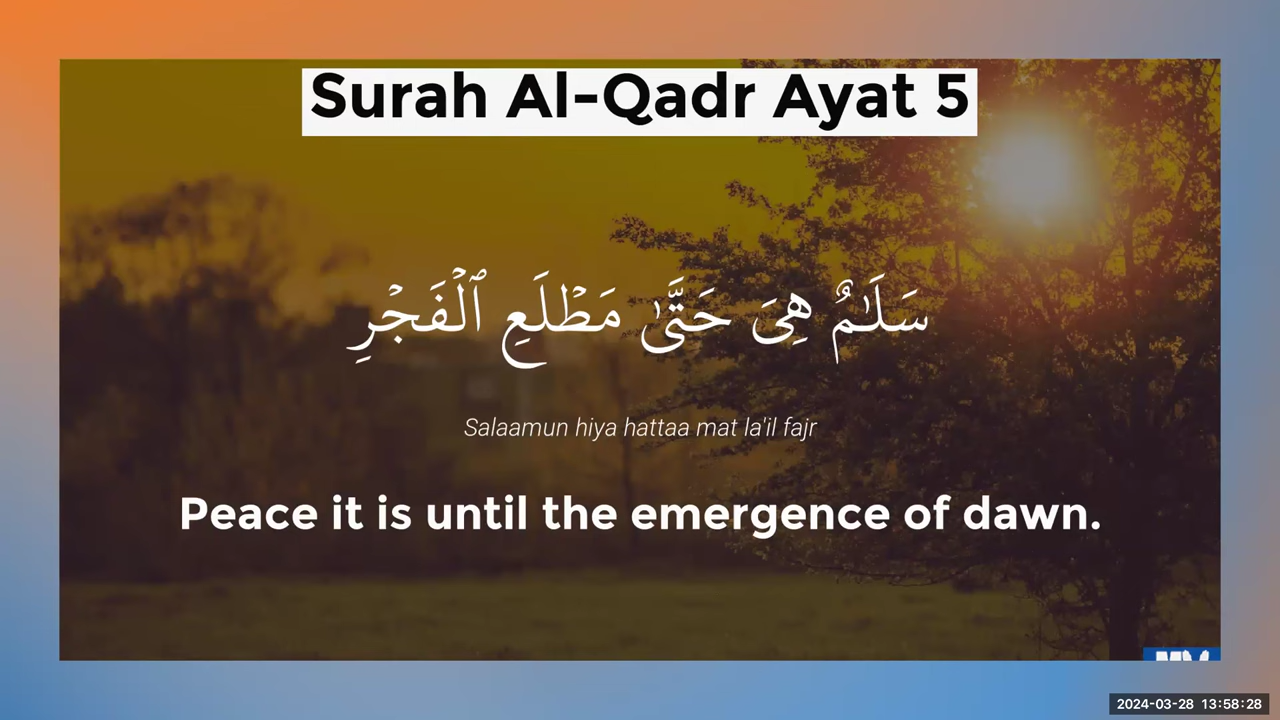 Surah Al-Qadr Ayat 5
سَلَـٰمٌ هِىَ حَتَّىٰ مَطْلَعِ ٱلْفَجْرِ
Salaamun hiya hattaa mat la'il fajr
Peace it is until the emergence of dawn.
2024-03-28 13:58:28